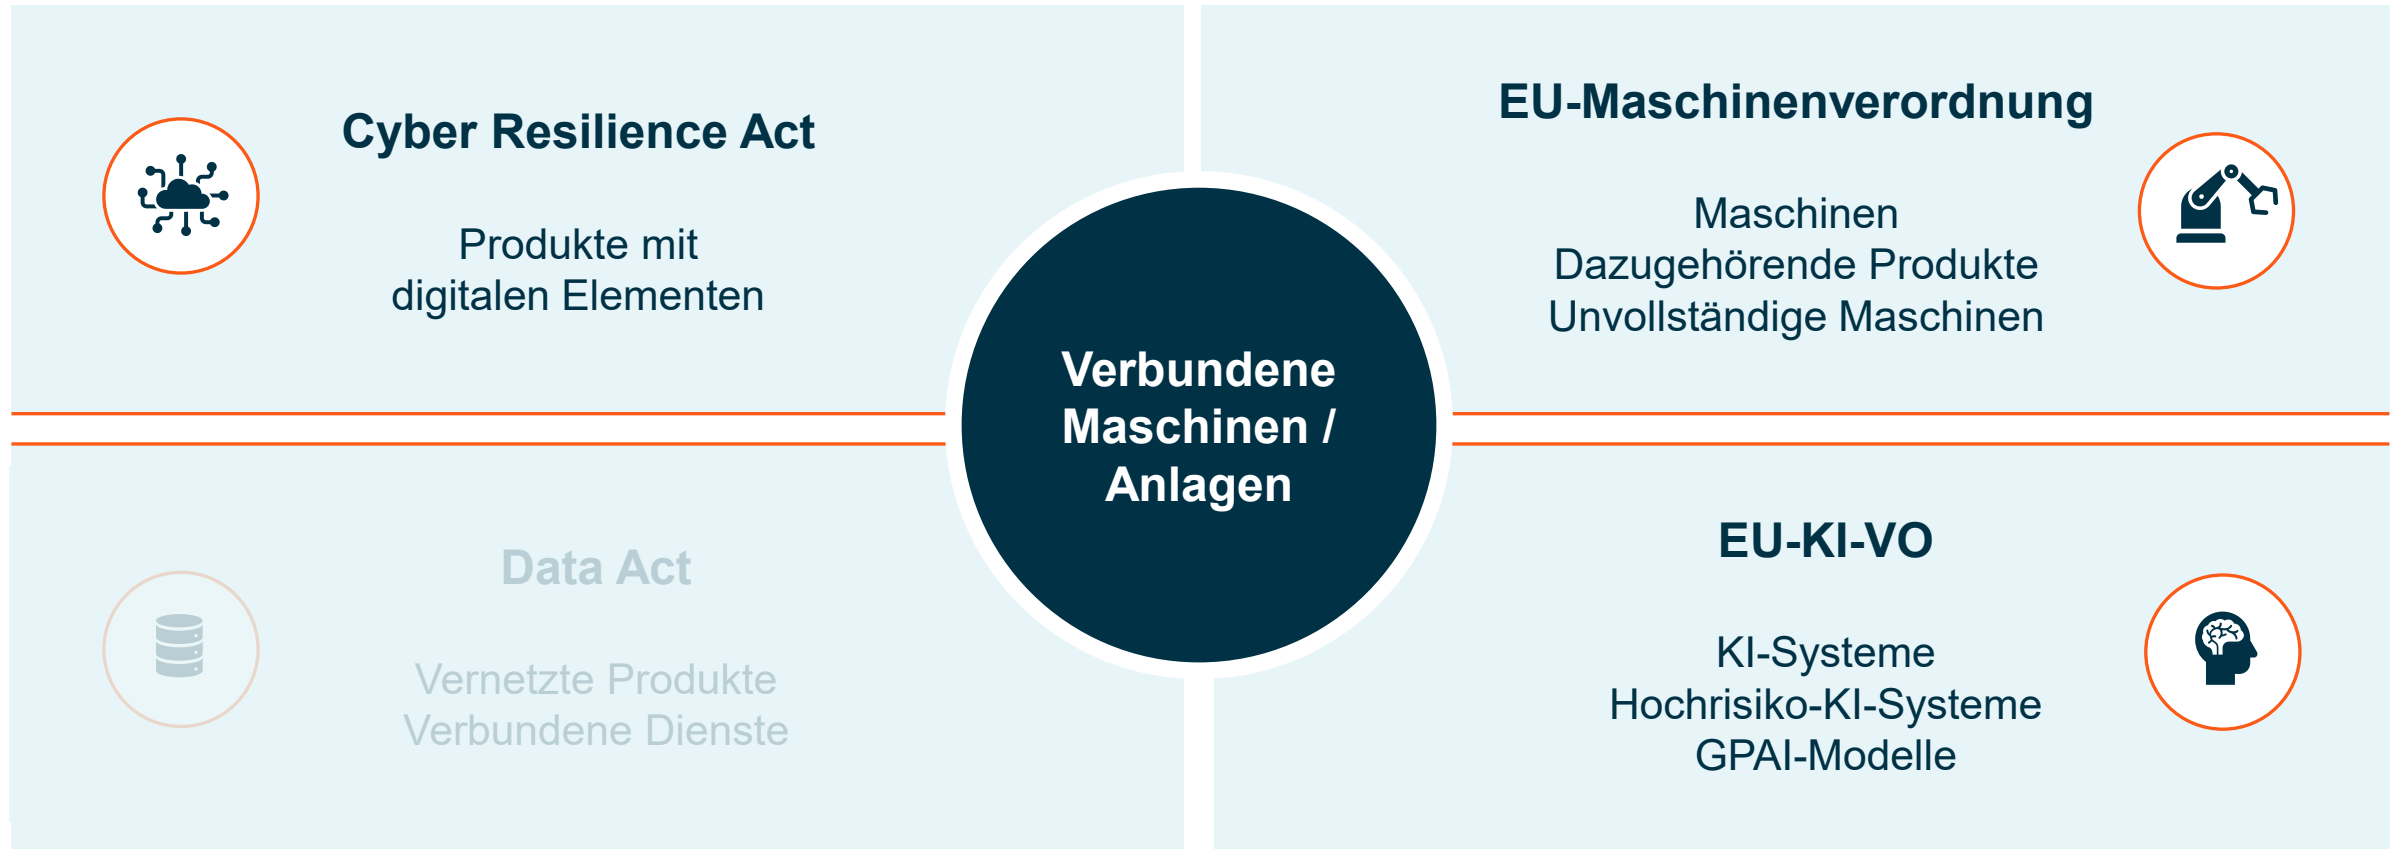 Cyber Resilience Act
Produkte mit
digitalen Elementen
EU-Maschinenverordnung
Maschinen
Dazugehörende Produkte
Unvollständige Maschinen
Verbundene
Maschinen /
Anlagen
Data Act
Vernetzte Produkte
Verbundene Dienste
EU-KI-VO
KI-Systeme
Hochrisiko-KI-Systeme
GPAI-Modelle